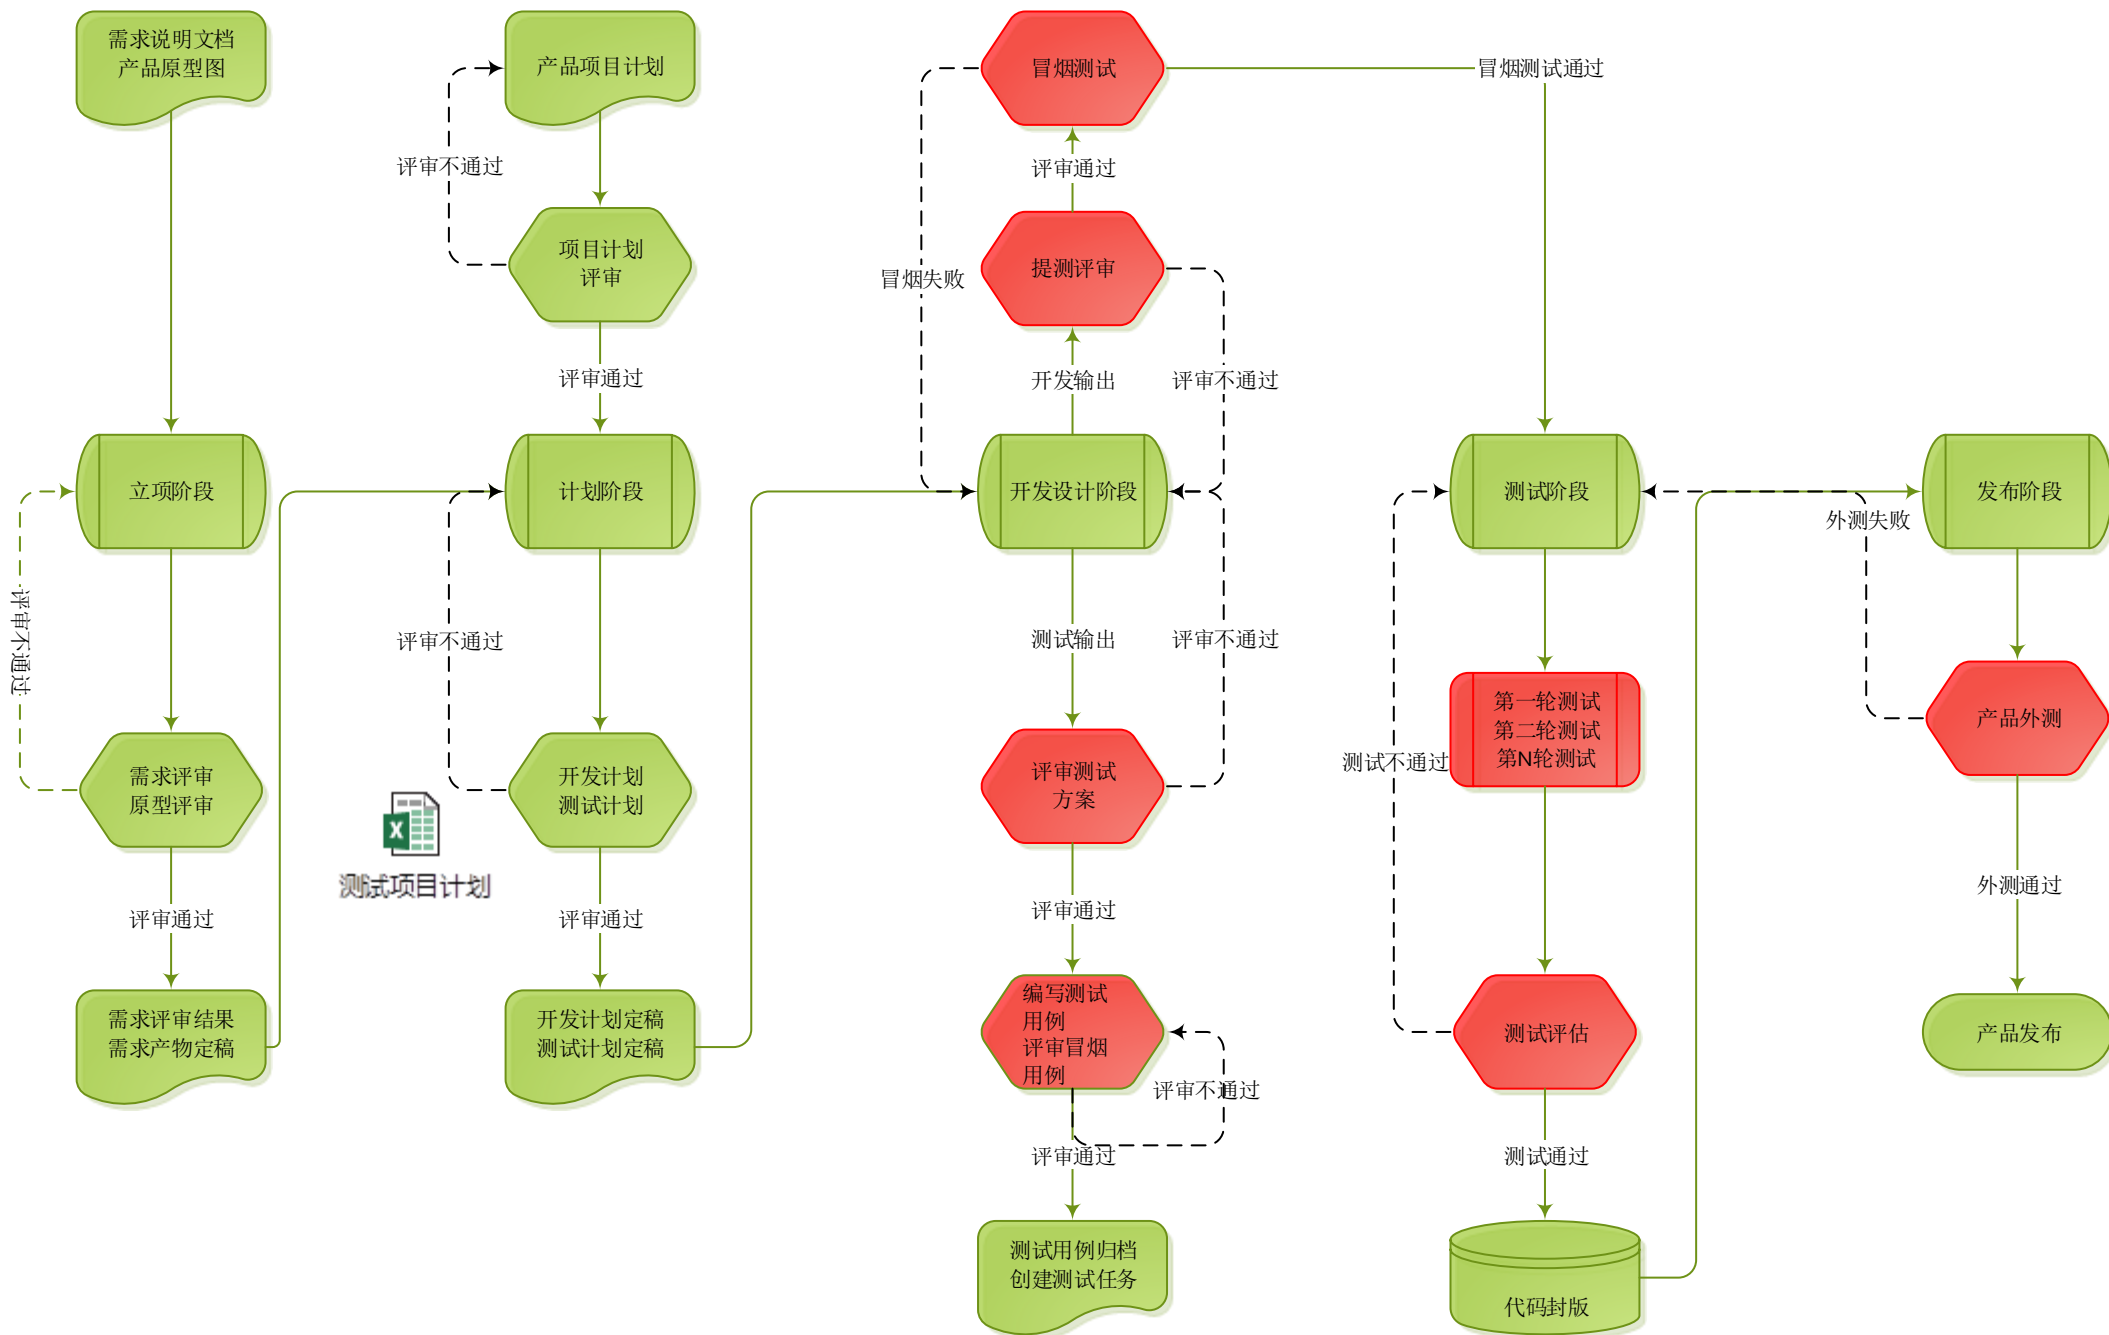 需求说明文档
产品原型图
立项阶段
评审不通过
需求评审
原型评审
评审通过
需求评审结果
需求产物定稿
产品项目计划
评审不通过
项目计划
评审
评审通过
计划阶段
评审不通过
开发计划
测试计划
测试项目计划
评审通过
开发计划定稿
测试计划定稿
冒烟测试
评审通过
提测评审
冒烟失败
开发输出
评审不通过
开发设计阶段
测试输出
评审不通过
评审测试
方案
评审通过
编写测试
用例
评审冒烟
用例
评审不通过
评审通过
测试用例归档
创建测试任务
冒烟测试通过
测试阶段
第一轮测试
第二轮测试
第N轮测试
测试不通过
测试评估
测试通过
代码封版
发布阶段
外测失败
产品外测
外测通过
产品发布